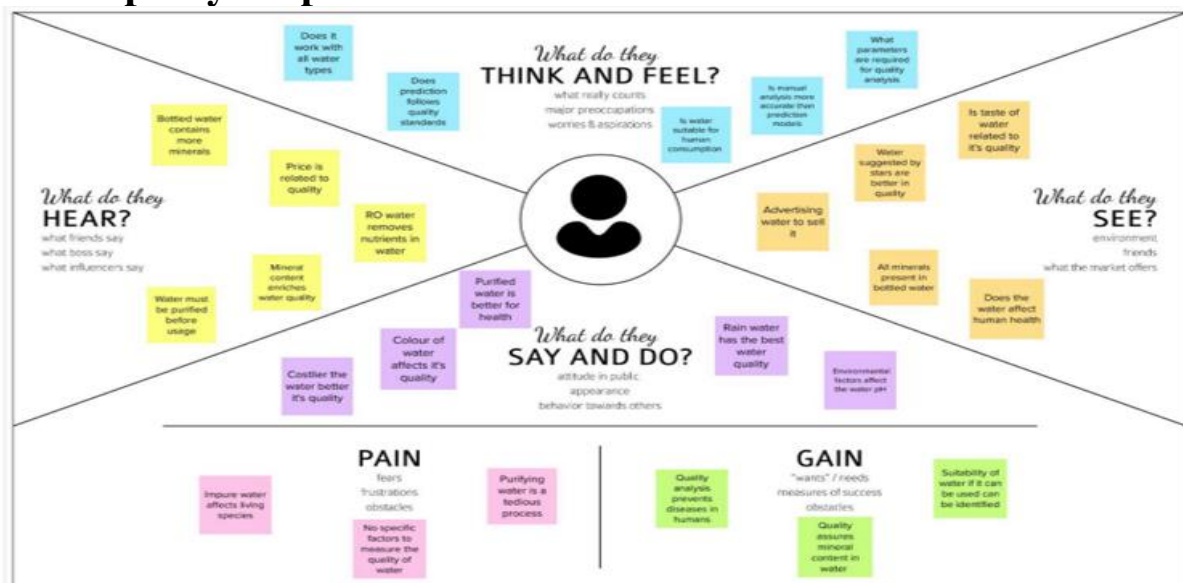 What do they
THINK AND FEEL?
what really counts
major preocupations
worries & aspirations
Does it
work with
all water
types
Does
prediction
follows
quality
standards
Is water
suitable for
human
consumption
Is manual
analysis more
accurate than
prediction
models
What
parameters
are required
for quality
analysis
What do they
HEAR?
what friends say
what boss say
what influencers say
Bottled water
contains
more
minerals
Price is
related to
quality
RO water
removes
nutrients in
water
Mineral
content
enriches
water quality
Water must
be purified
before
usage
What do they
SEE?
environment
friends
what the market offers
Is taste of
water
related to
it's quality
Water
suggested by
stars are
better in
quality
Advertising
water to sell
it
All minerals
present in
bottled water
Does the
water affect
human health
What do they
SAY AND DO?
attitude in public
appearance
behavior towards others
Purified
water is
better for
health
Colour of
water
affects it's
quality
Costlier the
water better
it's quality
Rain water
has the best
water
quality
Environmental
factors affect
the water pH
PAIN
fears
frustrations
obstacles
Impure water
affects living
species
No specific
factors to
measure the
quality of
water
Purifying
water is a
tedious
process
GAIN
"wants" / needs
measures of success
obstacles
Quality
analysis
prevents
diseases in
humans
Quality
assures
mineral
content in
water
Suitability of
water if it can
be used can
be identified